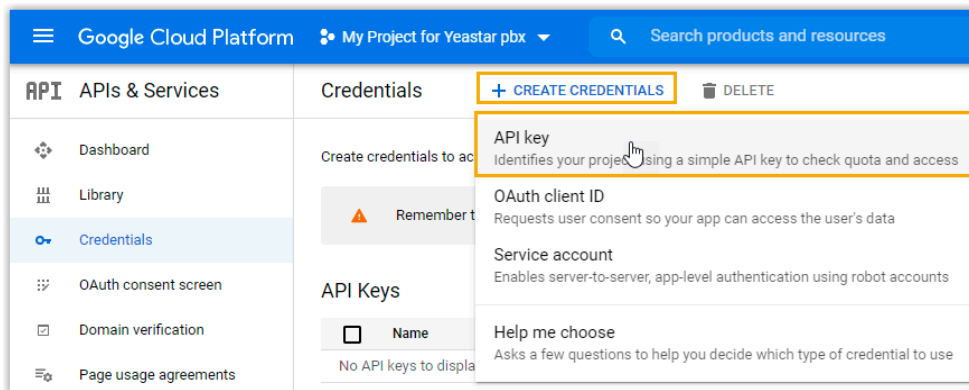 Google Cloud Platform
My Project for Yeastar pbx
Search products and resources
API APIs & Services
Credentials
+ CREATE CREDENTIALS
DELETE
Dashboard
Library
Credentials
OAuth consent screen
Domain verification
Page usage agreements
Create credentials to ac
Remember t
API Keys
Name
No API keys to displa
API key
Identifies your project using a simple API key to check quota and access
OAuth client ID
Requests user consent so your app can access the user's data
Service account
Enables server-to-server, app-level authentication using robot accounts
Help me choose
Asks a few questions to help you decide which type of credential to use